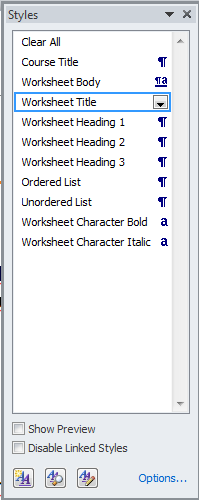 Styles
Clear All
Course Title ¶
Worksheet Body ¶a
Worksheet Title
Worksheet Heading 1 ¶
Worksheet Heading 2 ¶
Worksheet Heading 3 ¶
Ordered List ¶
Unordered List ¶
Worksheet Character Bold a
Worksheet Character Italic a
Show Preview
Disable Linked Styles
Options...